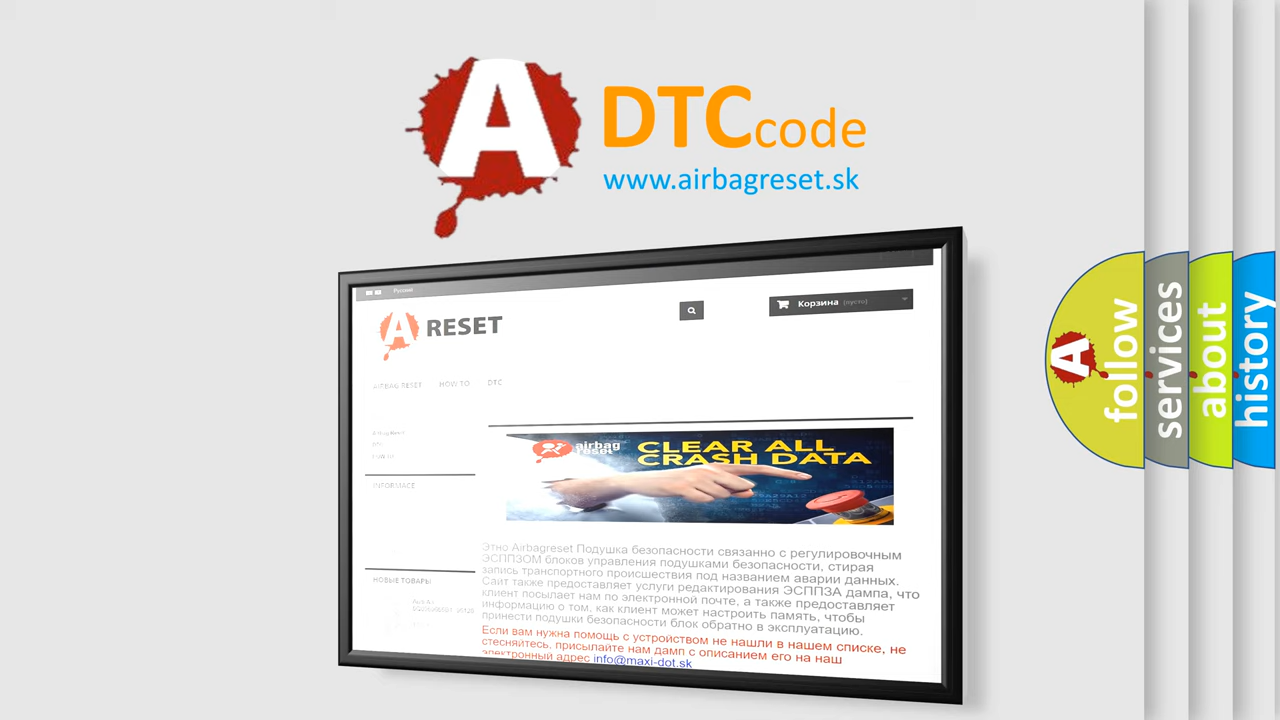 A DTCcode
www.airbagreset.sk
Русский
A RESET
Корзина (пусто)
AIRBAG RESET HOW TO DTC
DTC
INFORMACE
airbag
reset
CLEAR ALL
CRASH DATA
Этно Airbagreset Подушка безопасности связанно с регулировочным
ЭСППЗОМ блоков управления подушками безопасности, стирая
запись транспортного происшествия под названием аварии данных.
Сайт также предоставляет услуги редактирования ЭСППЗА дампа, что
клиент посылает нам по электронной почте, а также предоставляет
информацию о том, как клиент может настроить память, чтобы
принести подушки безопасности блок обратно в эксплуатацию.
Если вам нужна помощь с устройством не нашли в нашем списке, не
стесняйтесь, присылайте нам дамп с описанием его на наш
электронный адрес info@maxi-dot.sk
НОВЫЕ ТОВАРЫ
A follow
services
about
history